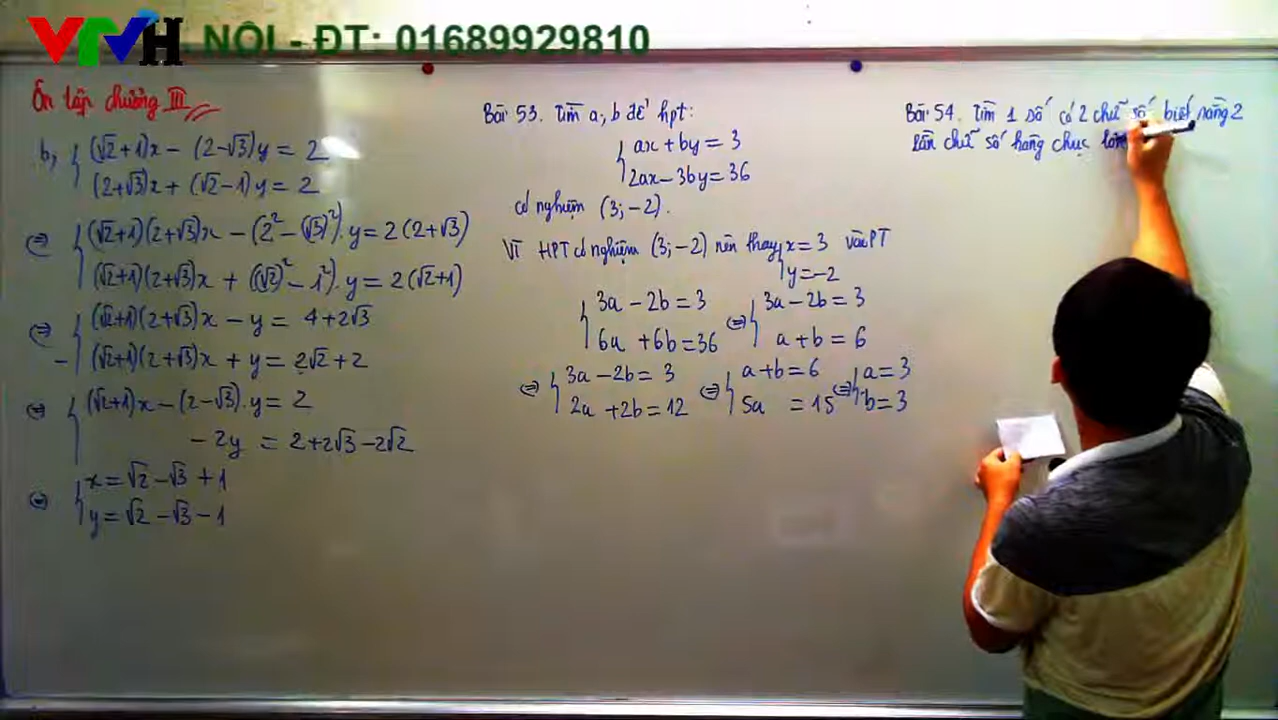 VTVH
NỘI - ĐT: 01689929810
Ôn tập chương III
b, (√2+1)x - (2-√3)y = 2
(2+√3)x + (√2-1)y = 2
⇔ (√2+1)(2+√3)x - (2² - (√3)²).y = 2(2+√3)
(√2+1)(2+√3)x + ((√2)² - 1²).y = 2(√2+1)
⇔ (√2+1)(2+√3)x - y = 4+2√3
- (√2+1)(2+√3)x + y = 2√2+2
⇔ (√2+1)x - (2-√3).y = 2
-2y = 2+2√3-2√2
⇔ x = √2 - √3 + 1
y = √2 - √3 - 1
Bài 53. Tìm a, b để hpt:
ax + by = 3
2ax - 3by = 36
có nghiệm (3; -2).
Vì HPT có nghiệm (3; -2) nên thay x = 3 vào PT
y = -2
3a - 2b = 3 ⇔ 3a - 2b = 3
6a + 6b = 36 a + b = 6
⇔ 3a - 2b = 3 ⇔ a + b = 6 ⇔ a = 3
2a + 2b = 12 5a = 15 b = 3
Bài 54. Tìm 1 số có 2 chữ số biết rằng 2
lần chữ số hàng chục lớn